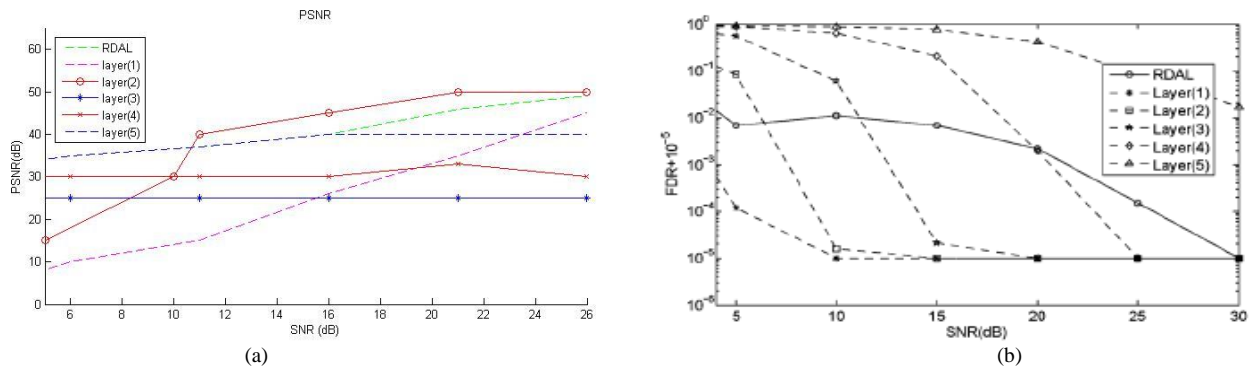 PSNR
60
50
40
30
20
10
0
PSNR(dB)
RDAL
layer(1)
layer(2)
layer(3)
layer(4)
layer(5)
6 8 10 12 14 16 18 20 22 24 26
SNR (dB)
(a)
10^0
10^-1
10^-2
10^-3
10^-4
10^-5
10^-6
FDR+10^-5
RDAL
Layer(1)
Layer(2)
Layer(3)
Layer(4)
Layer(5)
5 10 15 20 25 30
SNR(dB)
(b)